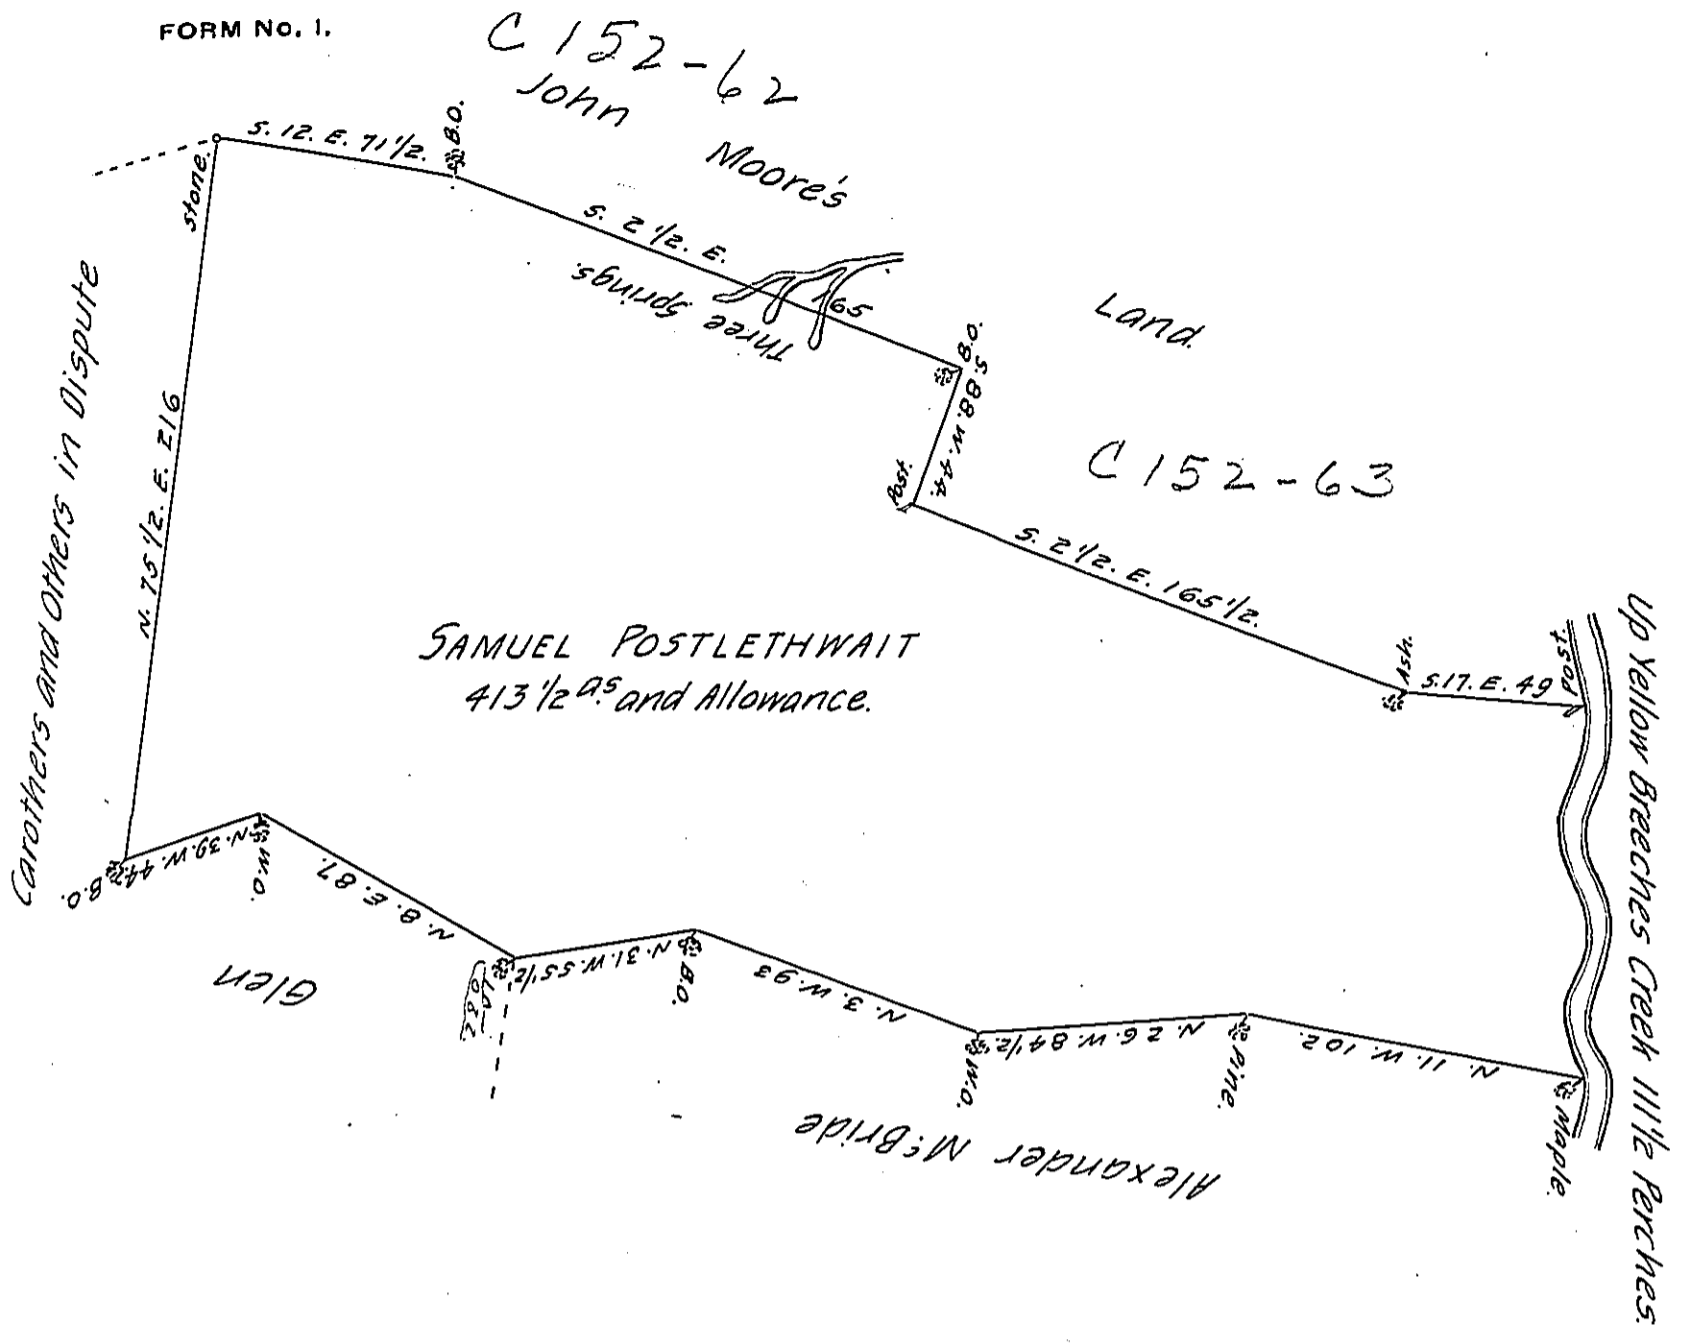 FORM No. 1.
C 152-62
John
Moore's
Land.
S. 12. E. 71 1/2.
B.O.
stone.
S. 2 1/2. E.
165
Three Springs.
B.O.
S. 88. W. 44.
Post.
C 152-63
S. 2 1/2. E. 165 1/2.
Ash.
S. 17. E. 49
Post.
Up Yellow Breeches Creek 111 1/2 Perches.
Carothers and Others in Dispute
N. 75 1/2. E. 216
SAMUEL POSTLETHWAIT
413 1/2 as. and Allowance.
B.O.
N. 39. W. 44.
W.O.
N. 8. E. 87.
Glen
N. 31. W. 55 1/2.
B.O.
N. 3. W. 93
W.O.
N. 26. W. 84 1/2.
Pine.
N. 11. W. 102.
Maple.
Alexander McBride